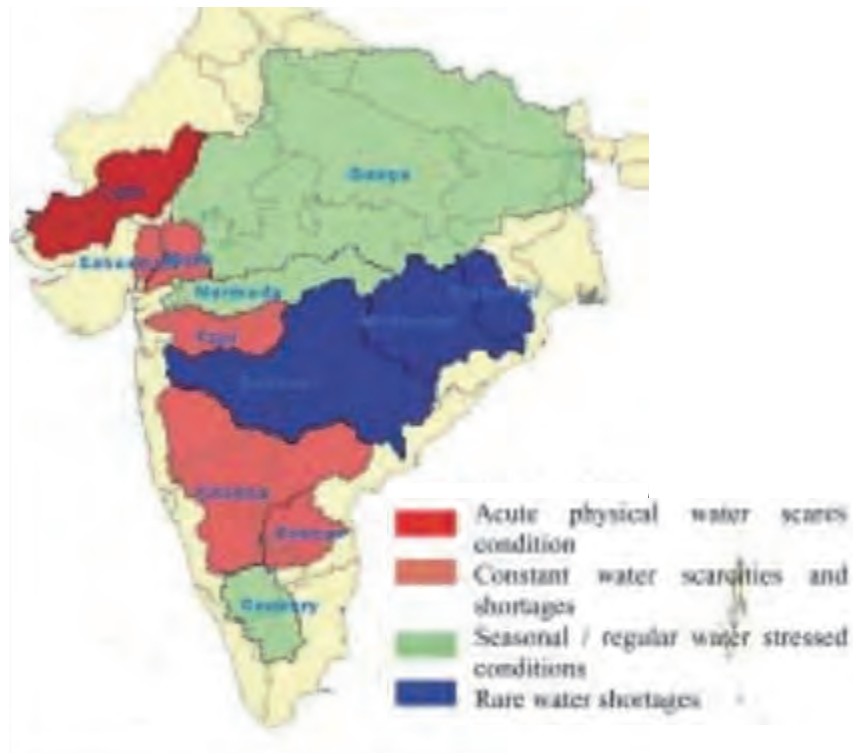 Ganga
Narmada
Tapi
Krishna
Pennar
Cauvery
Acute physical water scares
condition
Constant water scarcities and
shortages
Seasonal / regular water stressed
conditions
Rare water shortages